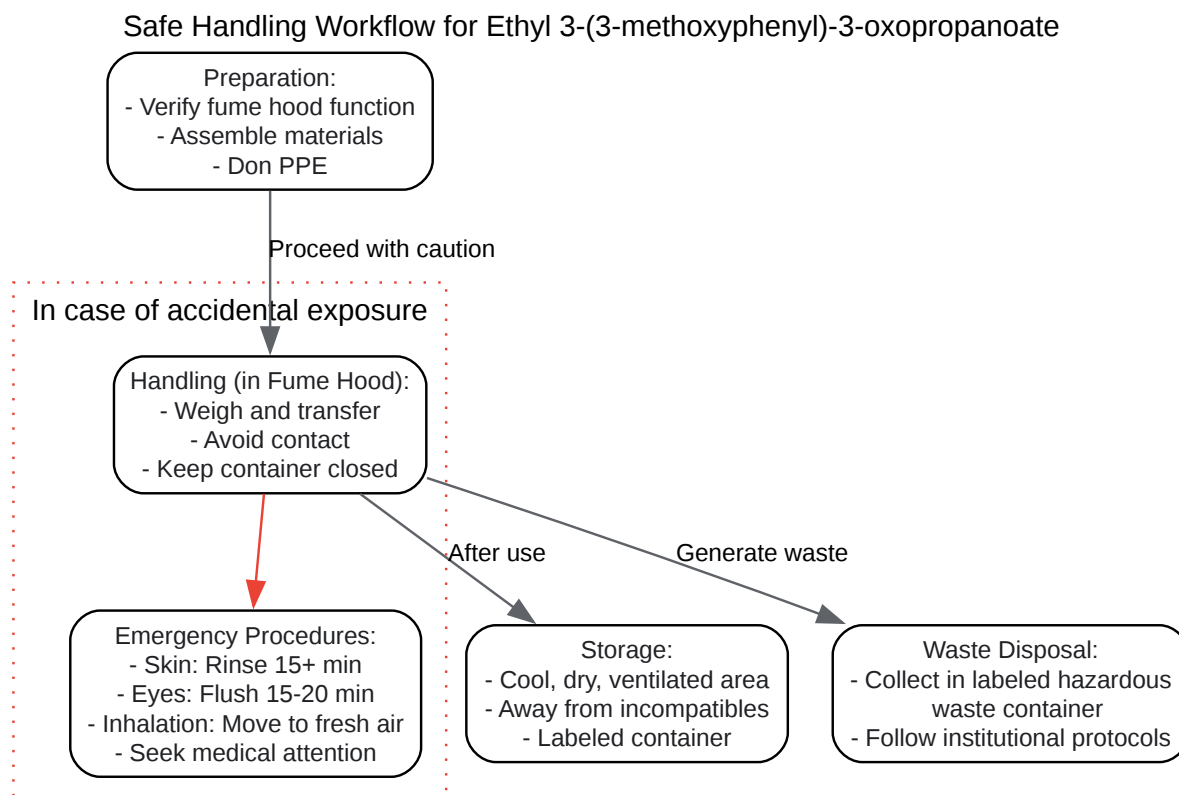 Safe Handling Workflow for Ethyl 3-(3-methoxyphenyl)-3-oxopropanoate
Preparation:
- Verify fume hood function
- Assemble materials
- Don PPE
Proceed with caution
In case of accidental exposure
Handling (in Fume Hood):
- Weigh and transfer
- Avoid contact
- Keep container closed
After use
Generate waste
Emergency Procedures:
- Skin: Rinse 15+ min
- Eyes: Flush 15-20 min
- Inhalation: Move to fresh air
- Seek medical attention
Storage:
- Cool, dry, ventilated area
- Away from incompatibles
- Labeled container
Waste Disposal:
- Collect in labeled hazardous
waste container
- Follow institutional protocols